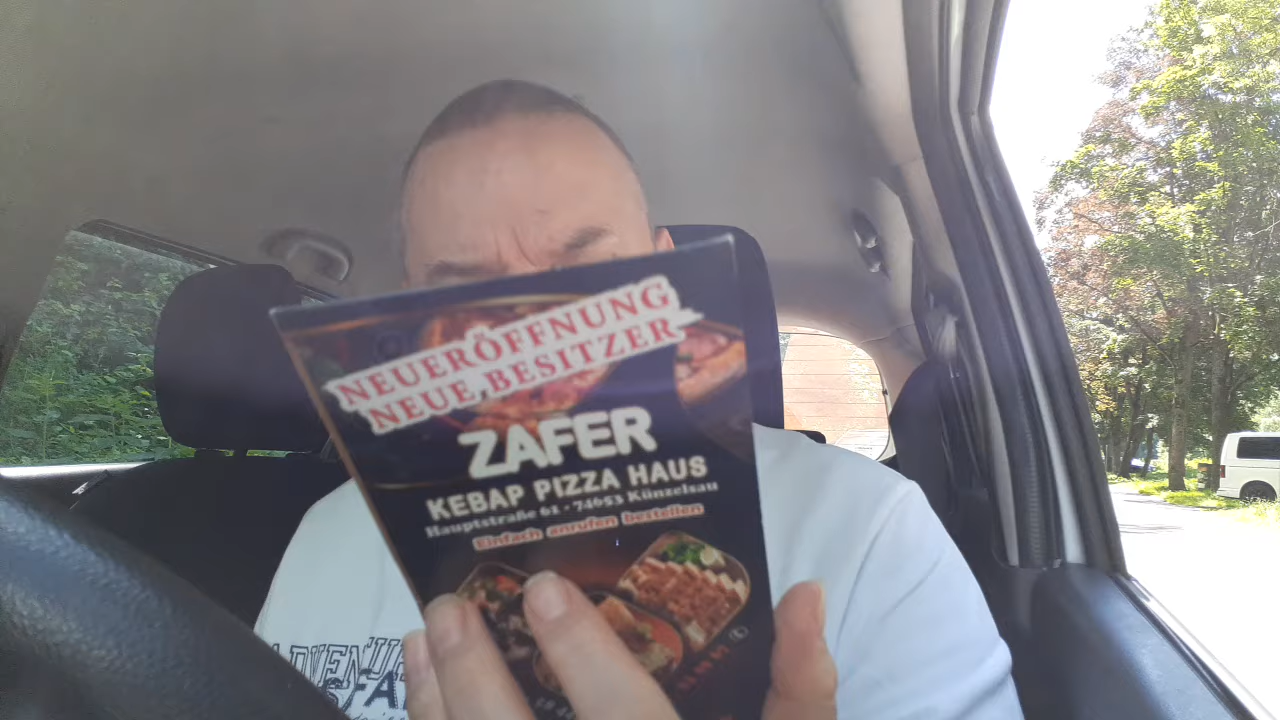 NEUERÖFFNUNG
NEUE BESITZER
ZAFER
KEBAP PIZZA HAUS
Hauptstraße 61 - 74653 Künzelsau
Einfach anrufen bestellen